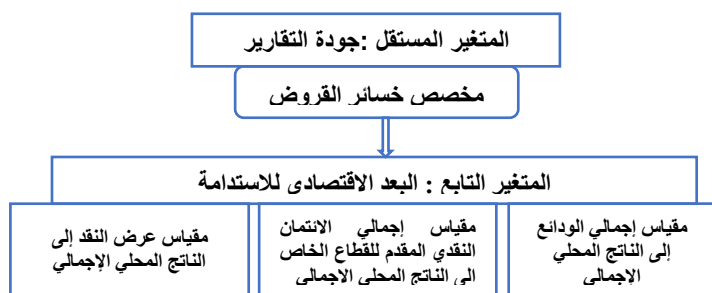 المتغير المستقل :جودة التقارير
مخصص خسائر القروض
المتغير التابع : البعد الاقتصادى للاستدامة
مقياس إجمالي الودائع
إلى الناتج المحلي
الإجمالي
مقياس إجمالي الائتمان
النقدي المقدم للقطاع الخاص
الى الناتج المحلي الاجمالي
مقياس عرض النقد إلى
الناتج المحلي الإجمالي